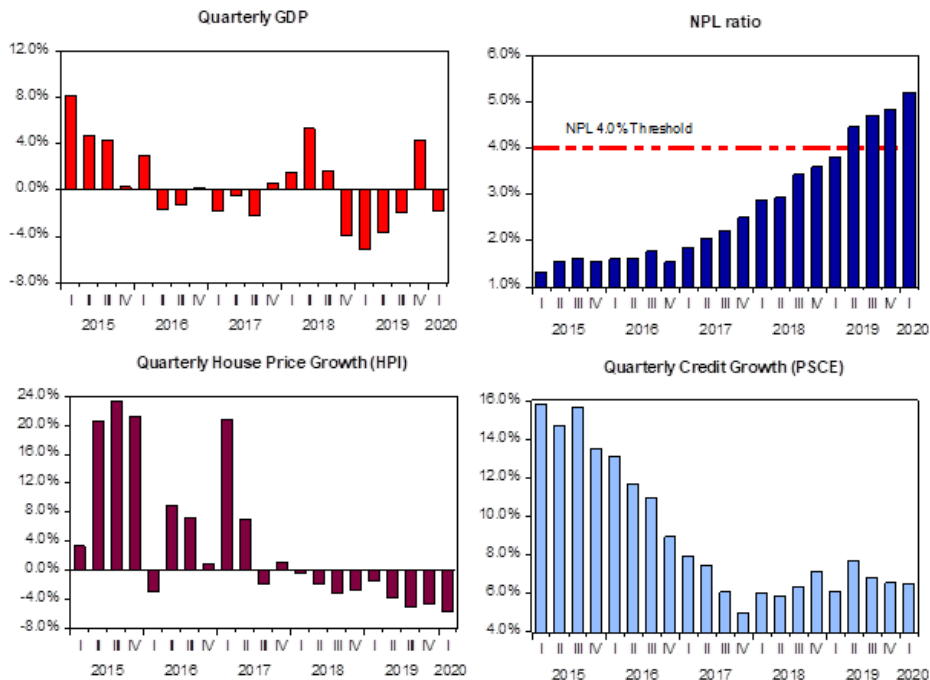 Quarterly GDP
12.0%
8.0%
4.0%
0.0%
-4.0%
-8.0%
I II III IV I II III IV I II III IV I II III IV I II III IV I
2015 2016 2017 2018 2019 2020
NPL ratio
6.0%
5.0%
NPL 4.0% Threshold
4.0%
3.0%
2.0%
1.0%
I II III IV I II III IV I II III IV I II III IV I II III IV I
2015 2016 2017 2018 2019 2020
Quarterly House Price Growth (HPI)
24.0%
20.0%
16.0%
12.0%
8.0%
4.0%
0.0%
-4.0%
-8.0%
I II III IV I II III IV I II III IV I II III IV I II III IV I
2015 2016 2017 2018 2019 2020
Quarterly Credit Growth (PSCE)
16.0%
14.0%
12.0%
10.0%
8.0%
6.0%
4.0%
I II III IV I II III IV I II III IV I II III IV I II III IV I
2015 2016 2017 2018 2019 2020